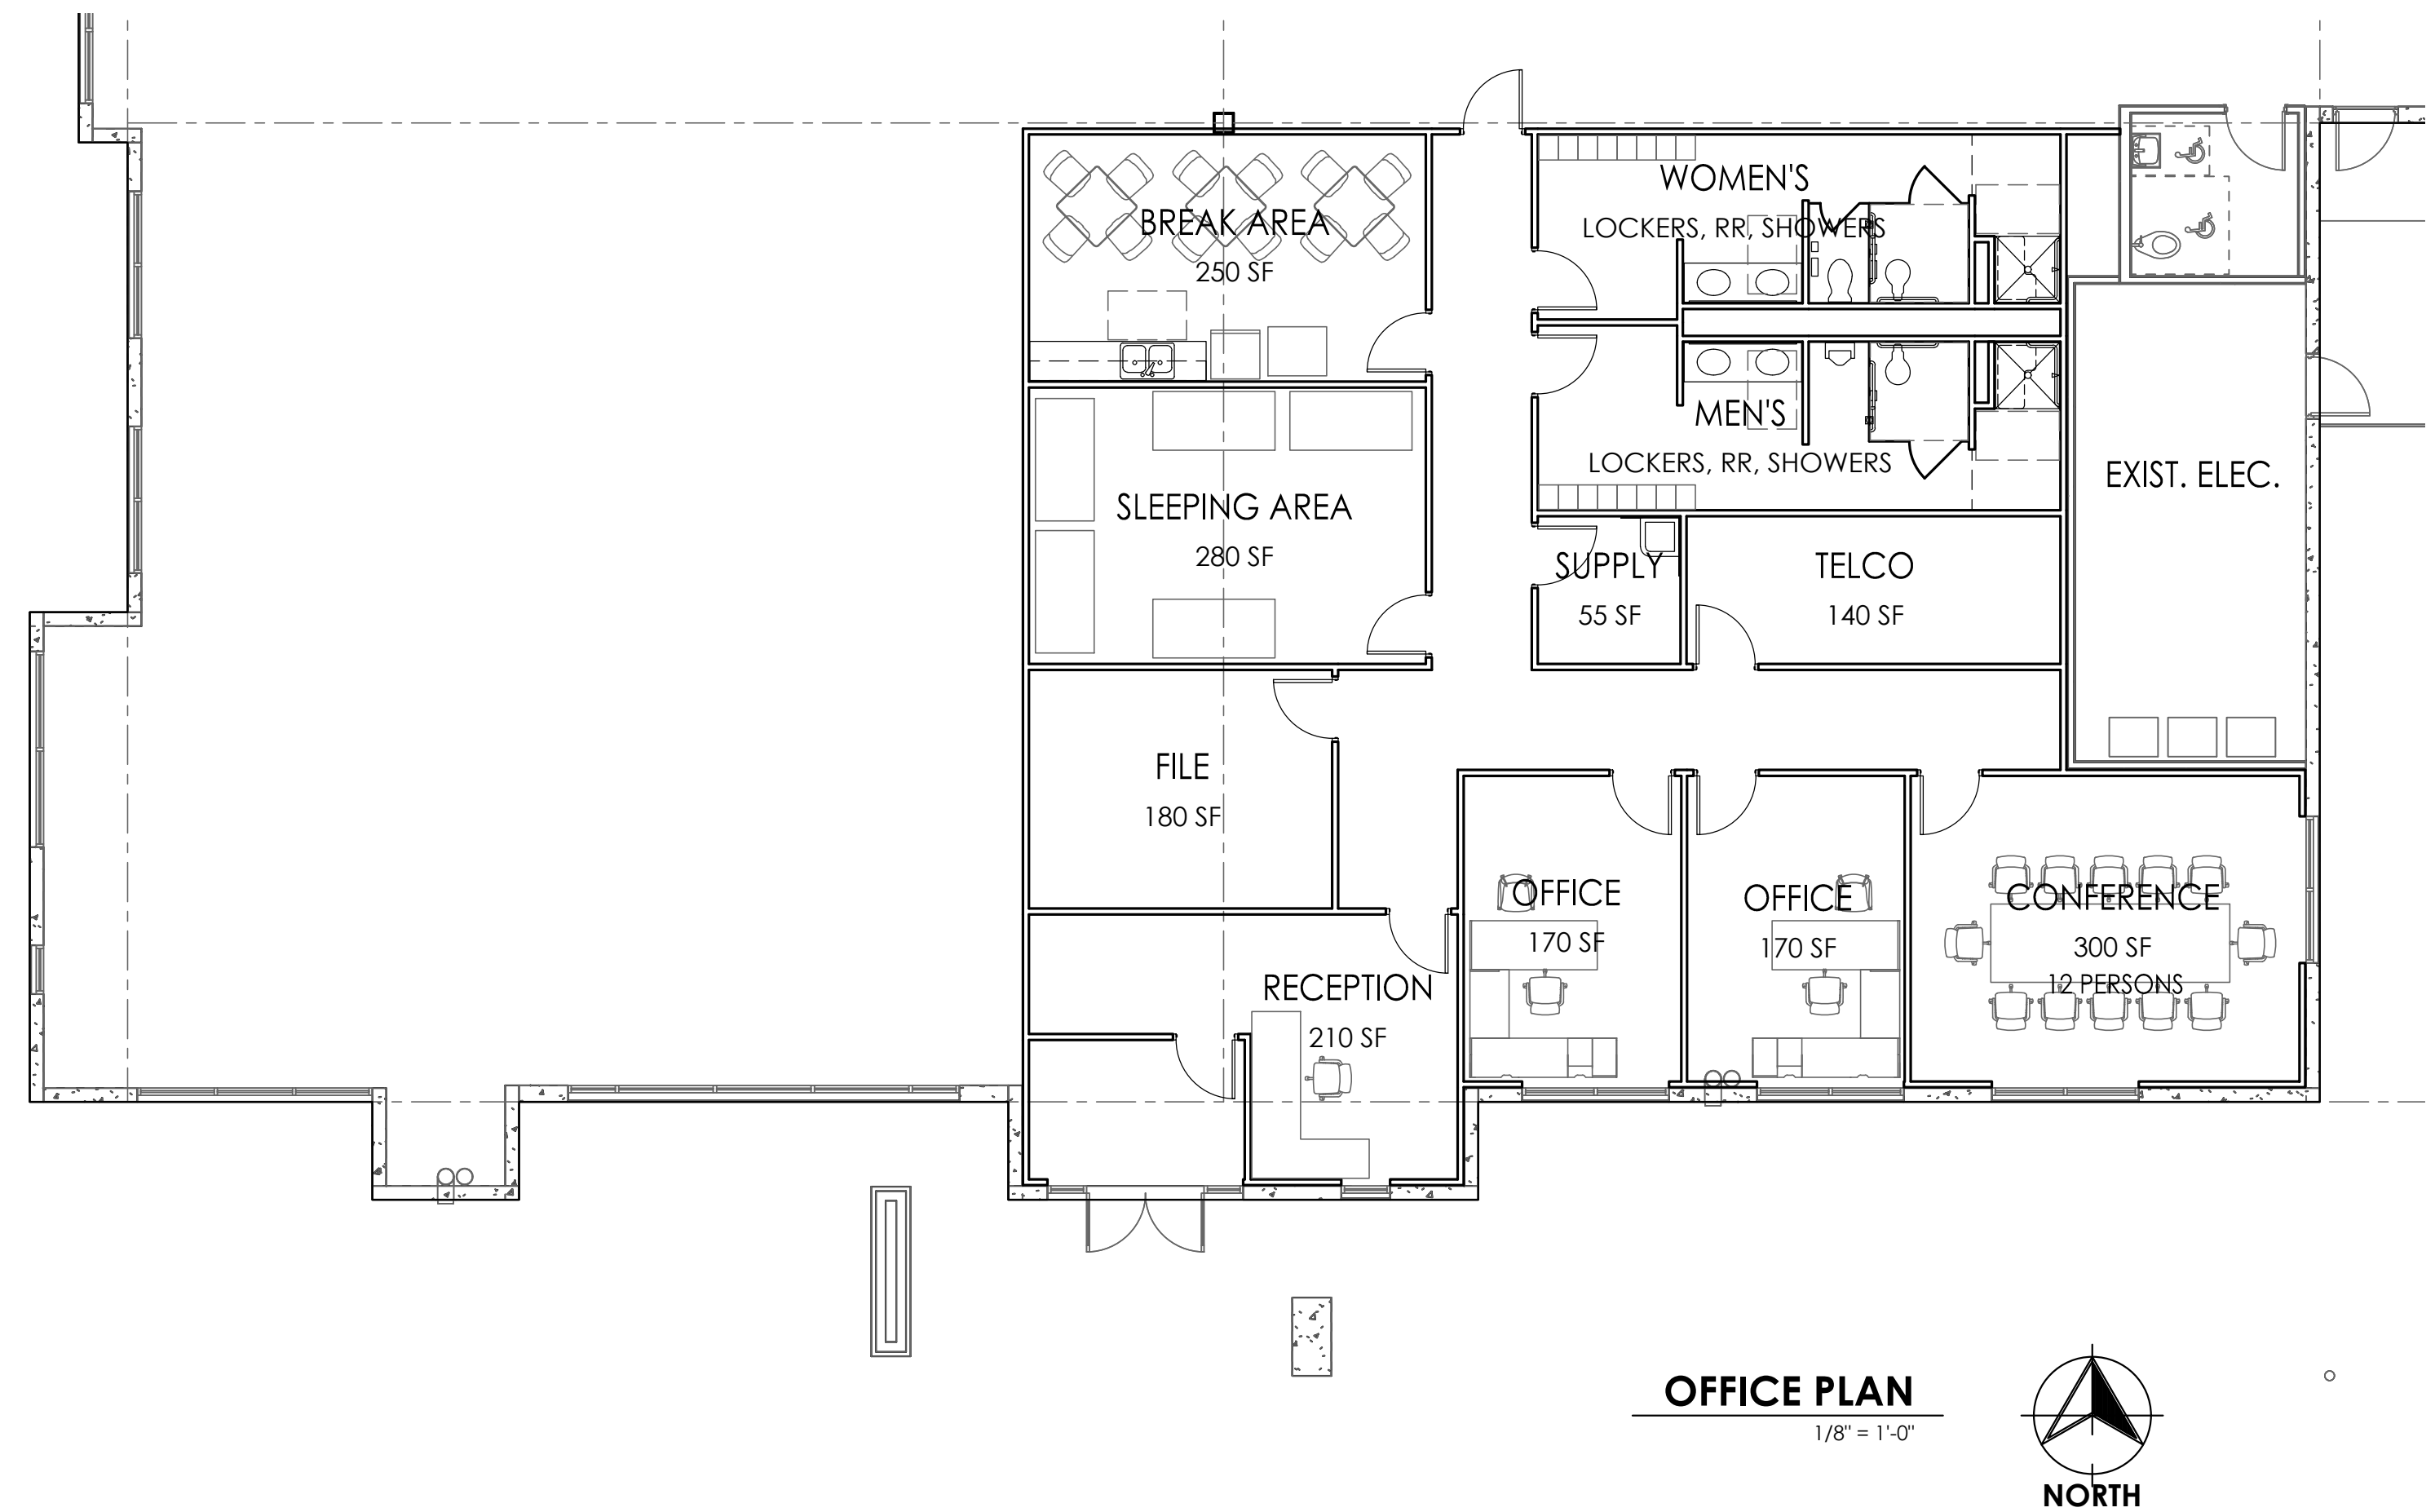 WOMEN'S
LOCKERS, RR, SHOWERS
BREAK AREA
250 SF
MEN'S
LOCKERS, RR, SHOWERS
EXIST. ELEC.
SLEEPING AREA
280 SF
SUPPLY
55 SF
TELCO
140 SF
FILE
180 SF
OFFICE
170 SF
OFFICE
170 SF
CONFERENCE
300 SF
12 PERSONS
RECEPTION
210 SF
OFFICE PLAN
1/8" = 1'-0"
NORTH